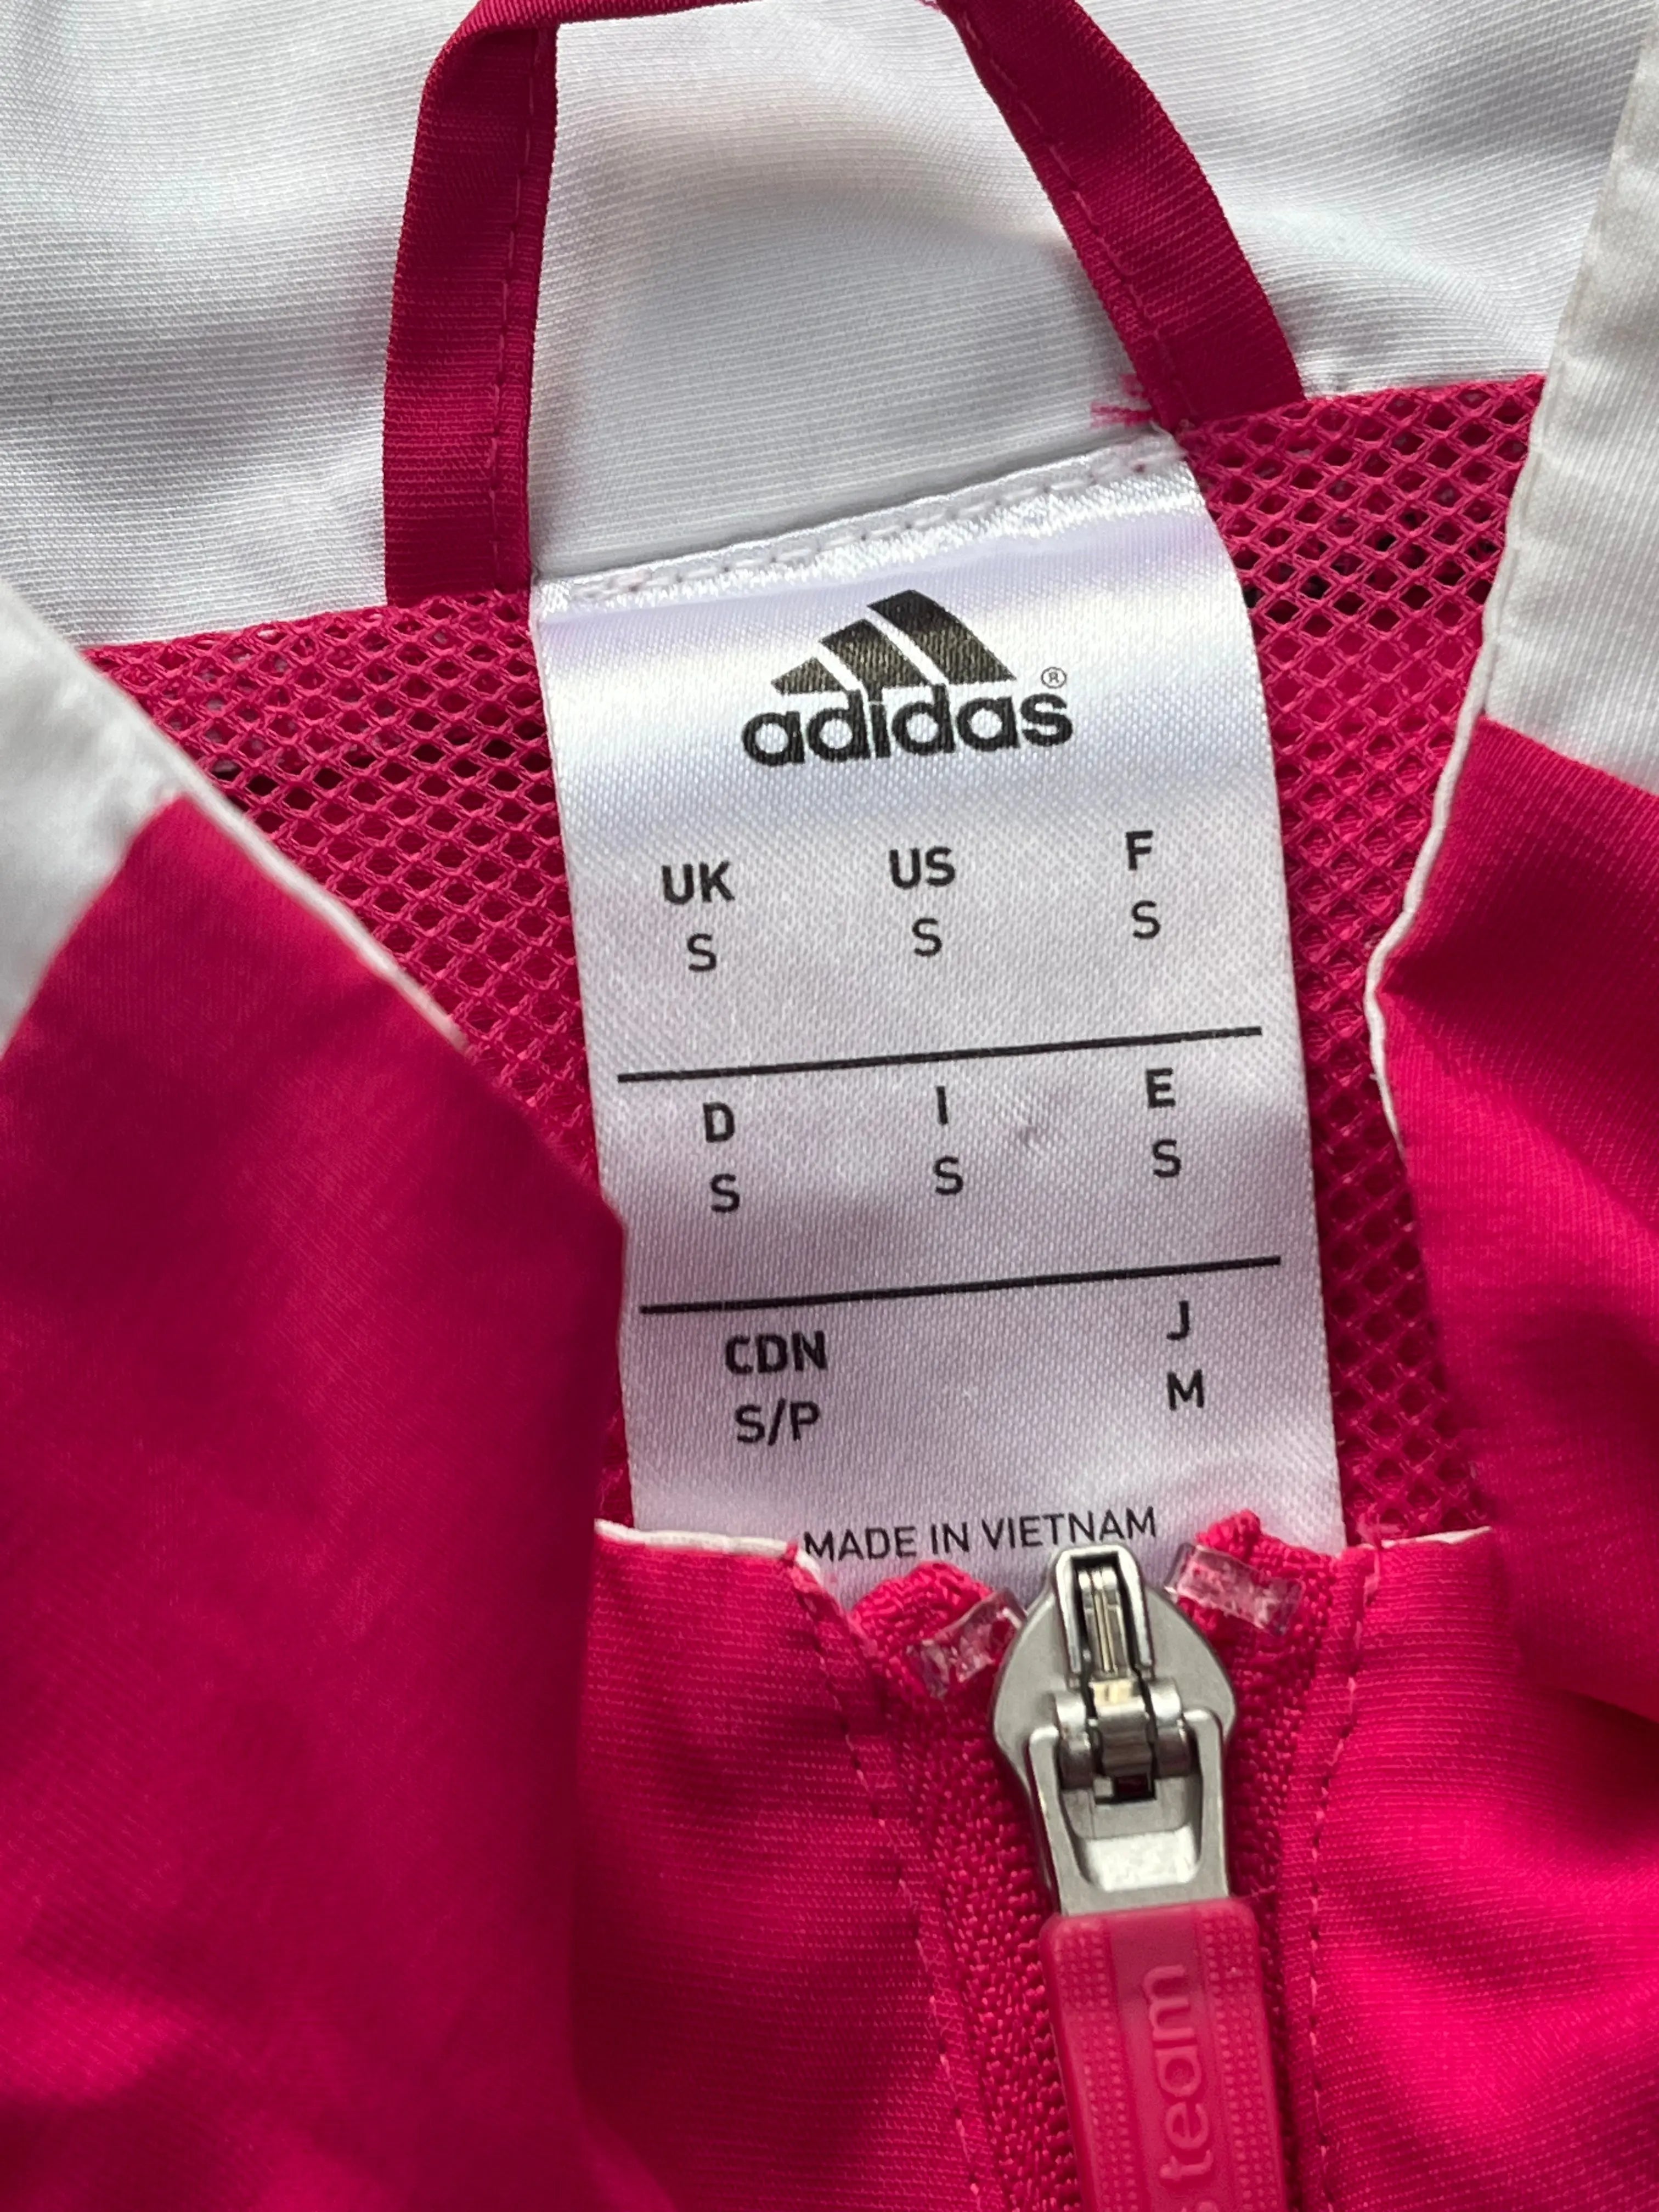 adidas®
UK US F
S S S
D I E
S S S
CDN J
S/P M
MADE IN VIETNAM
team